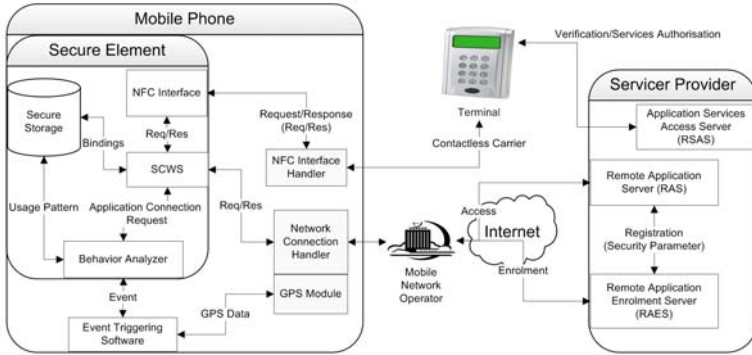 Mobile Phone
Secure Element
Secure
Storage
NFC Interface
Req/Res
Bindings
SCWS
Usage Pattern
Application Connection
Request
Behavior Analyzer
Event
Event Triggering
Software
GPS Data
Request/Response
(Req/Res)
NFC Interface
Handler
Req/Res
Network
Connection
Handler
GPS Module
Terminal
Contactless Carrier
Verification/Services Authorisation
Mobile
Network
Operator
Access
Internet
Enrolment
Servicer Provider
Application Services
Access Server
(RSAS)
Remote Application
Server (RAS)
Registration
(Security Parameter)
Remote Application
Enrolment Server
(RAES)